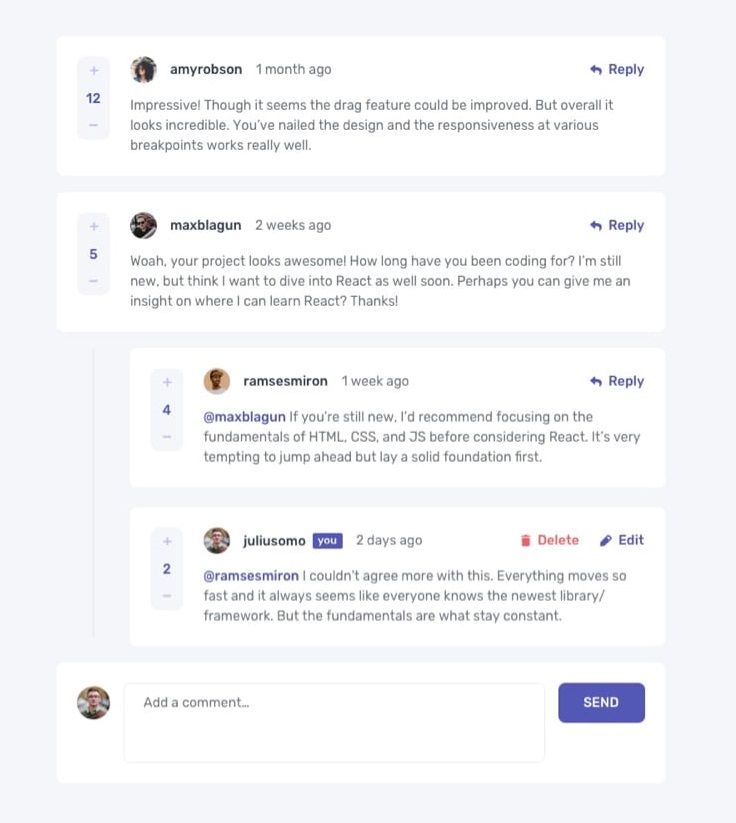 +
12
–
amyrobson 1 month ago
Reply
Impressive! Though it seems the drag feature could be improved. But overall it
looks incredible. You've nailed the design and the responsiveness at various
breakpoints works really well.
+
5
–
maxblagun 2 weeks ago
Reply
Woah, your project looks awesome! How long have you been coding for? I'm still
new, but think I want to dive into React as well soon. Perhaps you can give me an
insight on where I can learn React? Thanks!
+
4
–
ramsesmiron 1 week ago
Reply
@maxblagun If you're still new, I'd recommend focusing on the
fundamentals of HTML, CSS, and JS before considering React. It's very
tempting to jump ahead but lay a solid foundation first.
+
2
–
juliusomo you 2 days ago
Delete Edit
@ramsesmiron I couldn't agree more with this. Everything moves so
fast and it always seems like everyone knows the newest library/
framework. But the fundamentals are what stay constant.
Add a comment…
SEND